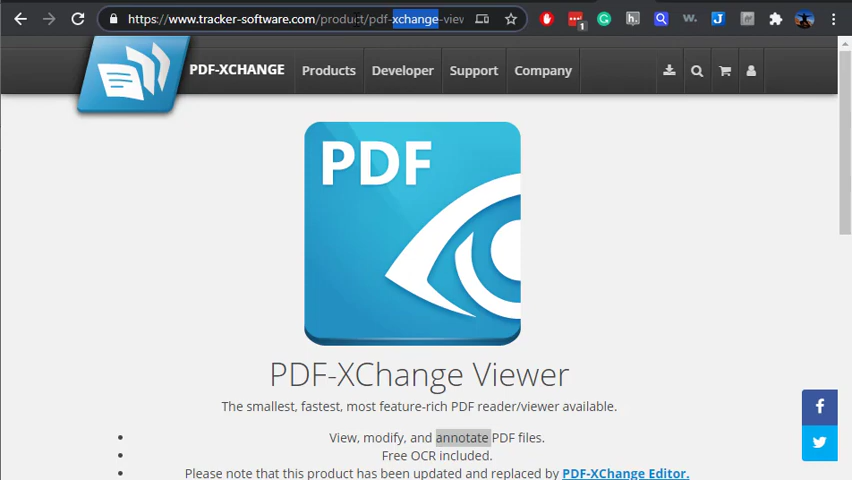 https://www.tracker-software.com/product/pdf-xchange-view
1
PDF-XCHANGE Products Developer Support Company
PDF
PDF-XChange Viewer
The smallest, fastest, most feature-rich PDF reader/viewer available.
View, modify, and annotate PDF files.
Free OCR included.
Please note that this product has been updated and replaced by PDF-XChange Editor.